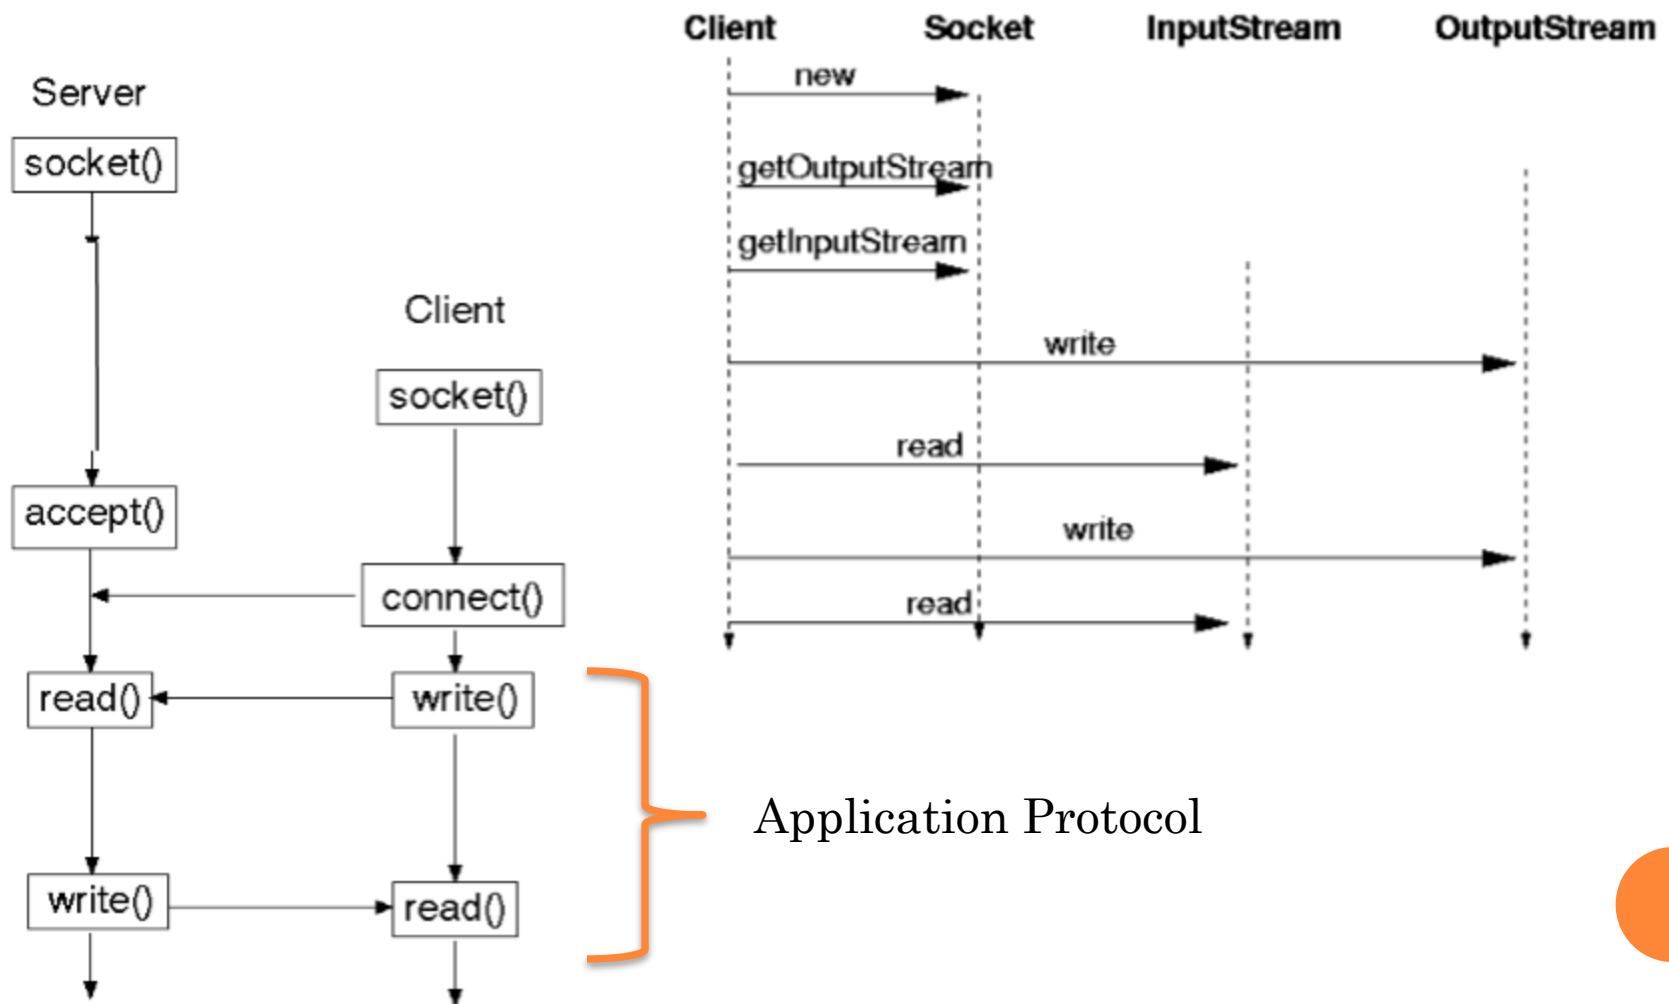 Client Socket InputStream OutputStream
new
getOutputStream
getInputStream
write
read
write
read
Server
socket()
accept()
read()
write()
Client
socket()
connect()
write()
read()
Application Protocol